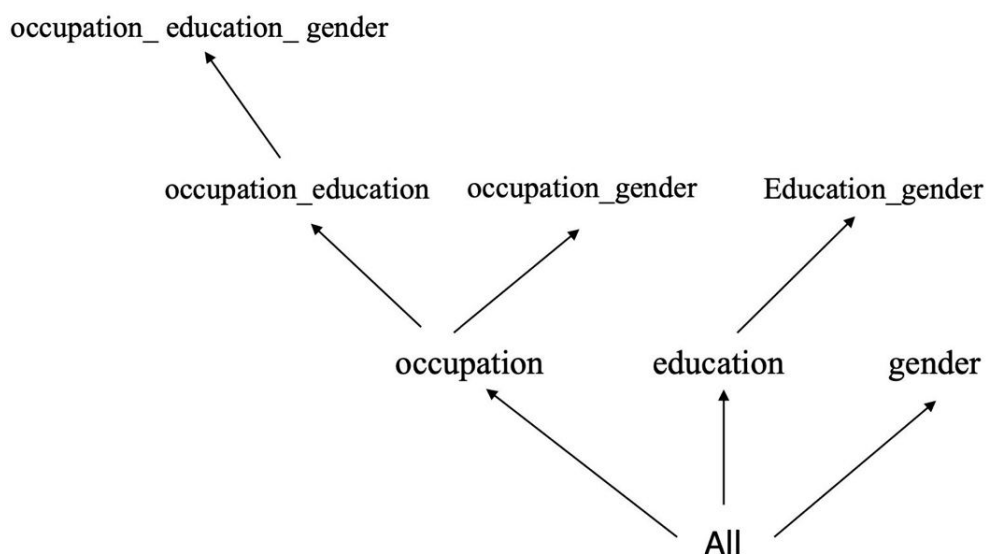 occupation_ education_ gender
occupation_education occupation_gender Education_gender
occupation education gender
All